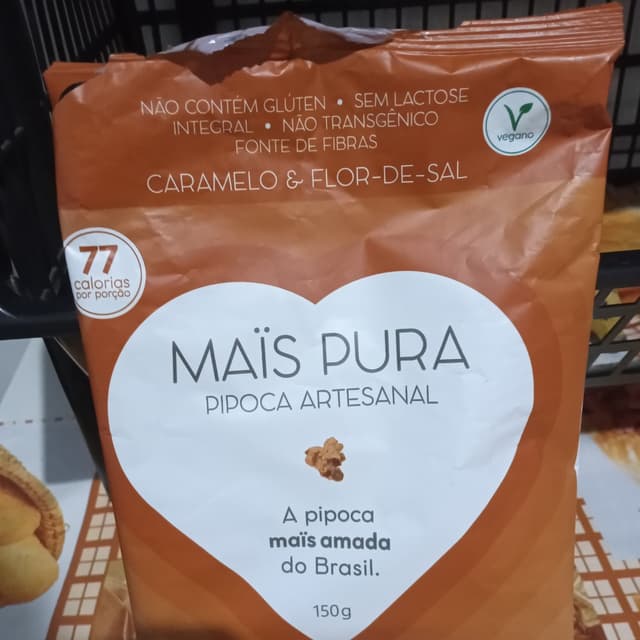 NÃO CONTÉM GLÚTEN • SEM LACTOSE
INTEGRAL • NÃO TRANSGÊNICO
FONTE DE FIBRAS
vegano
CARAMELO & FLOR-DE-SAL
77
calorias
por porção
MAÏS PURA
PIPOCA ARTESANAL
A pipoca
maïs amada
do Brasil.
150g